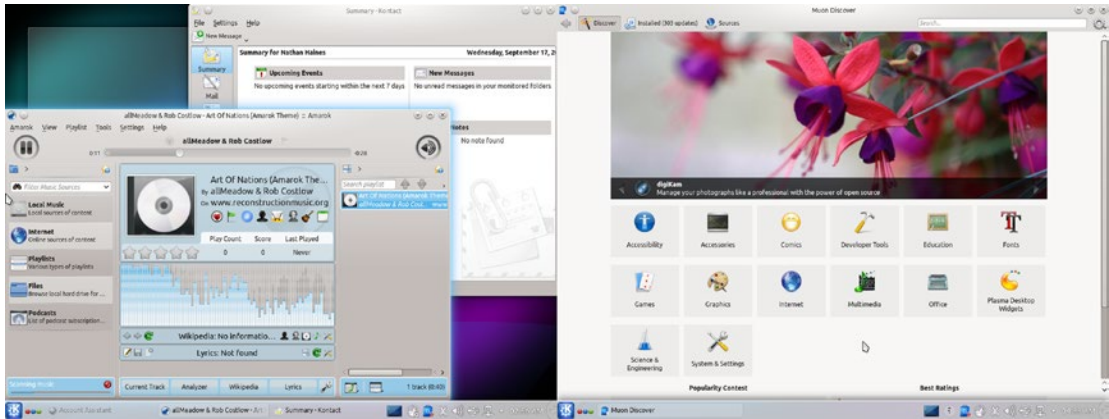 Summary - Kontact
File Settings Help
New Message
Summary
Mail
Summary for Nathan Haines
Wednesday, September 17, 2
Upcoming Events
No upcoming events starting within the next 7 days
New Messages
No unread messages in your monitored folders
Notes
No note found
allMeadow & Rob Costlow - Art Of Nations (Amarok Theme) :: Amarok
Amarok View Playlist Tools Settings Help
allMeadow & Rob Costlow
0:11
-0:28
Filter Music Sources
Local Music
Local sources of content
Internet
Online sources of content
Playlists
Various types of playlists
Files
Browse local hard drive for ...
Podcasts
List of podcast subscription...
Scanning music
Art Of Nations (Amarok The...
By allMeadow & Rob Costlow
On www.reconstructionmusic.org
Play Count Score Last Played
0 0 Never
Wikipedia: No informatio...
Lyrics: Not found
Current Track Analyzer Wikipedia Lyrics
Search playlist
Art Of Nations (Amarok Theme
allMeadow & Rob Cost... www
1 track (0:40)
Account Assistant
allMeadow & Rob Costlow - Art
Summary - Kontact
Muon Discover
Discover Installed (303 updates) Sources
Search...
digiKam
Manage your photographs like a professional with the power of open source
Accessibility Accessories Comics Developer Tools Education Fonts
Games Graphics Internet Multimedia Office Plasma Desktop
Widgets
Science &
Engineering
System & Settings
Popularity Contest Best Ratings
Muon Discover